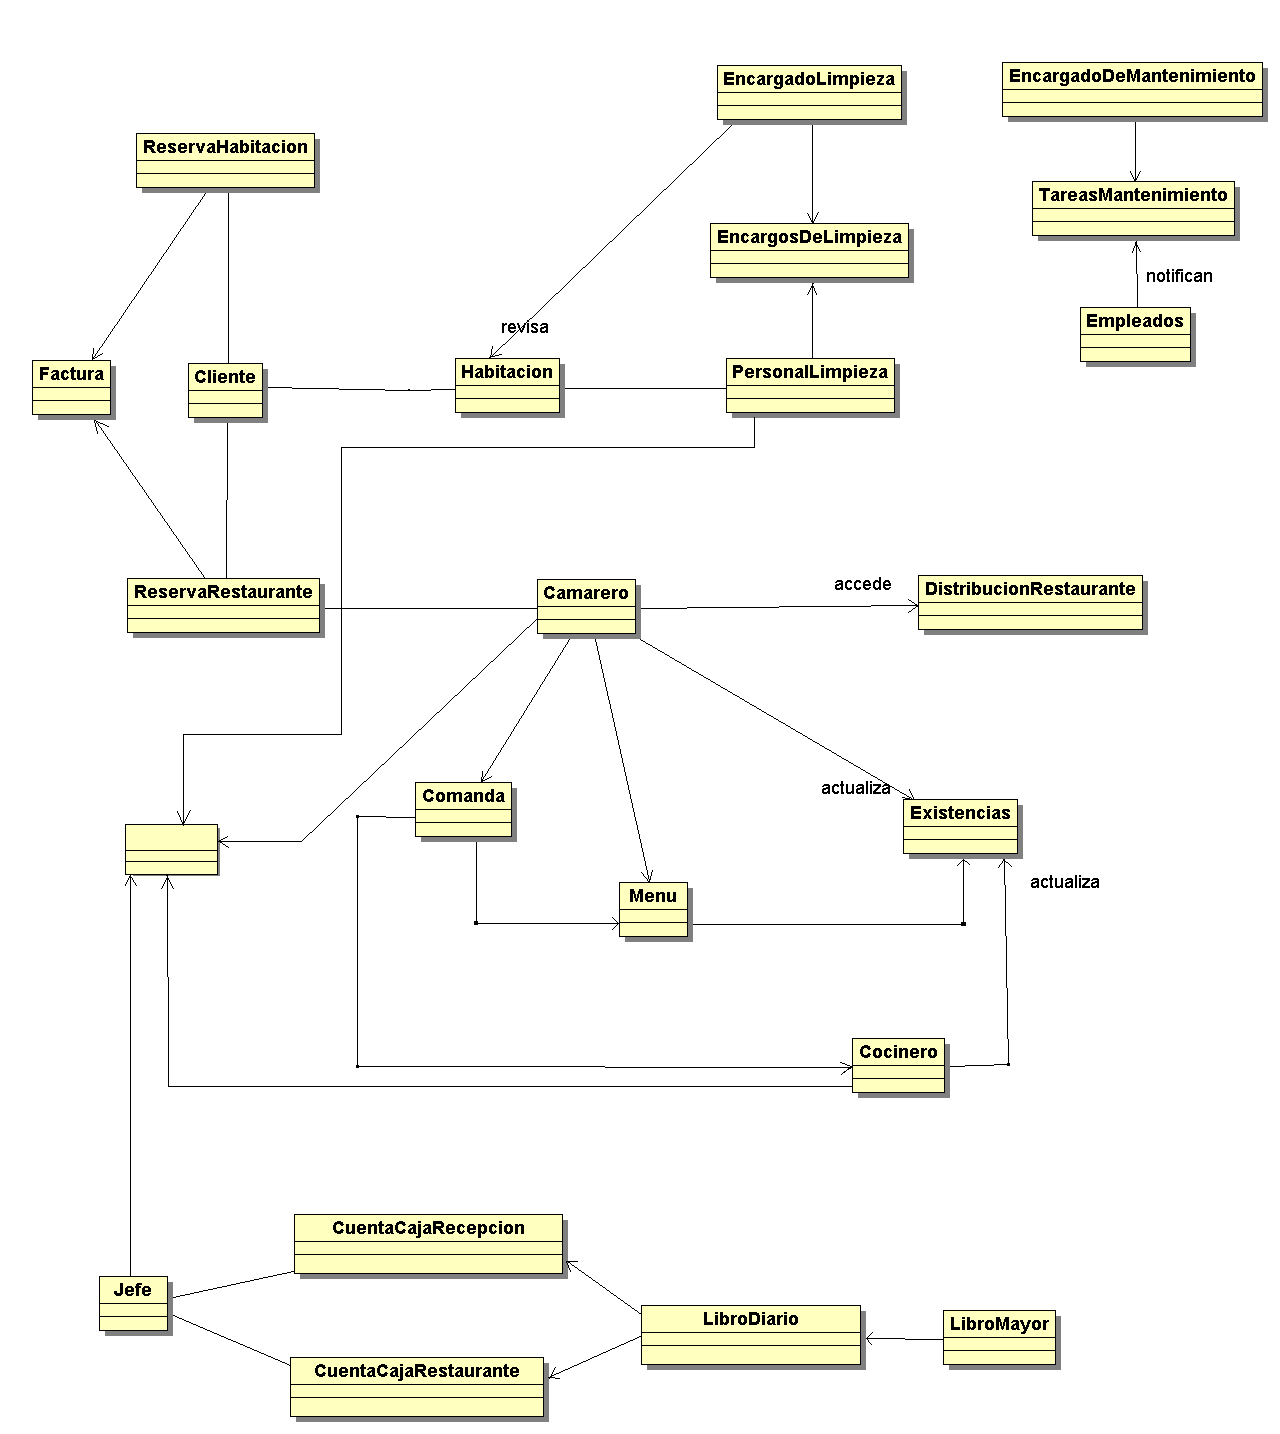 EncargadoLimpieza
EncargadoDeMantenimiento
ReservaHabitacion
TareasMantenimiento
EncargosDeLimpieza
notifican
Empleados
revisa
Factura
Cliente
Habitacion
PersonalLimpieza
ReservaRestaurante
Camarero
accede
DistribucionRestaurante
Comanda
actualiza
Existencias
Menu
actualiza
Cocinero
CuentaCajaRecepcion
Jefe
LibroDiario
LibroMayor
CuentaCajaRestaurante